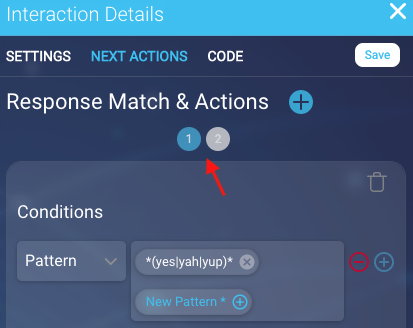 Interaction Details
SETTINGS NEXT ACTIONS CODE Save
Response Match & Actions
1 2
Conditions
Pattern *(yes|yah|yup)*
New Pattern *